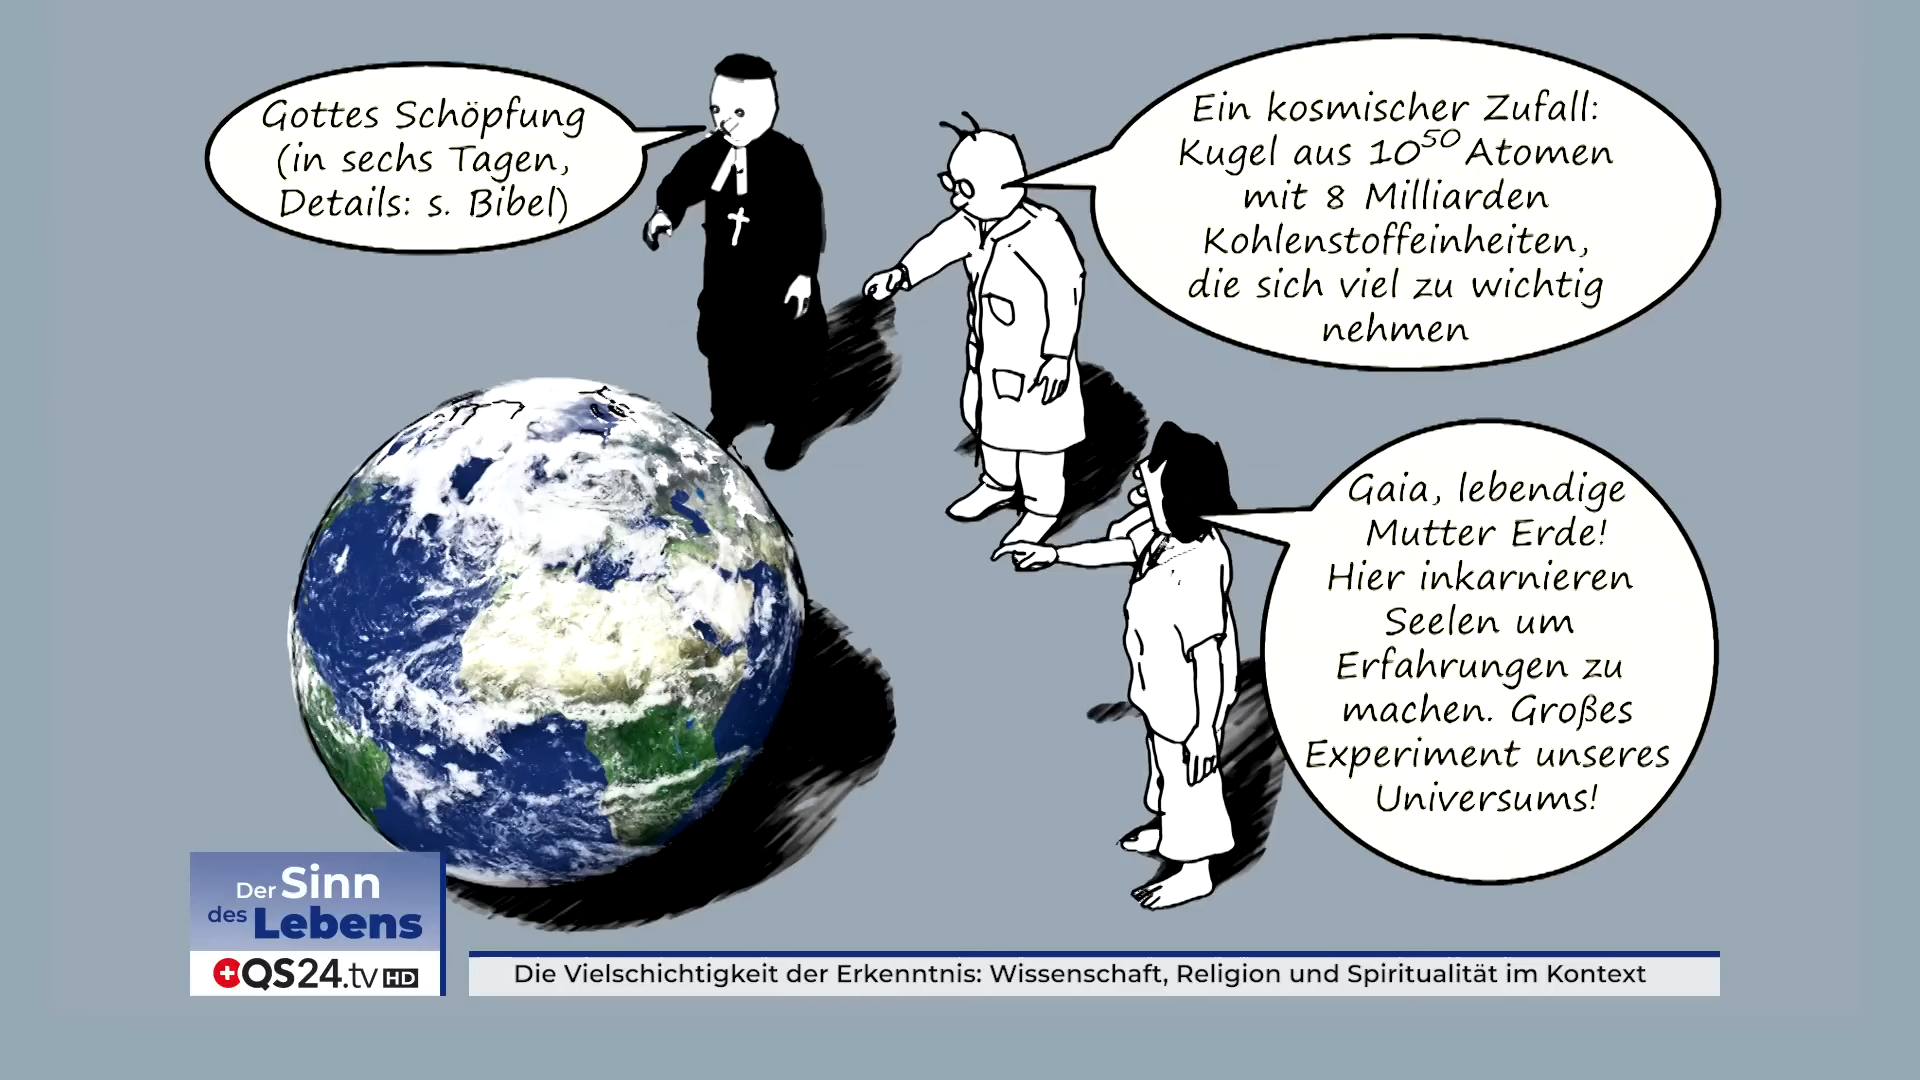 Gottes Schöpfung
(in sechs Tagen,
Details: s. Bibel)
Ein kosmischer Zufall:
Kugel aus 10⁵⁰ Atomen
mit 8 Milliarden
Kohlenstoffeinheiten,
die sich viel zu wichtig
nehmen
Gaia, lebendige
Mutter Erde!
Hier inkarnieren
Seelen um
Erfahrungen zu
machen. Großes
Experiment unseres
Universums!
Der Sinn
des Lebens
QS24.tv HD
Die Vielschichtigkeit der Erkenntnis: Wissenschaft, Religion und Spiritualität im Kontext